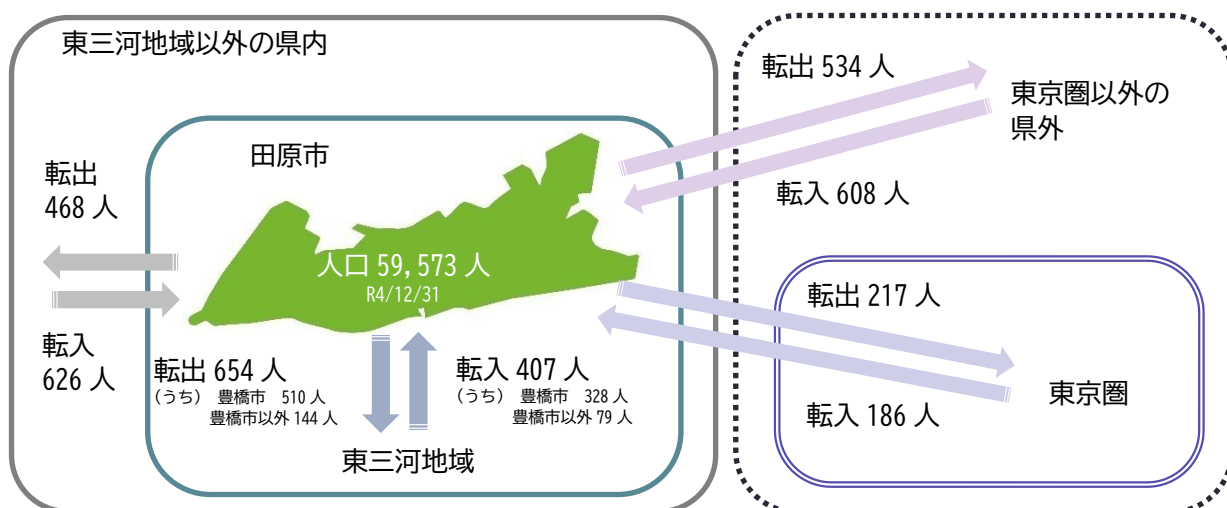 東三河地域以外の県内
転出
468 人
転入
626 人
田原市
人口 59,573 人
R4/12/31
転出 654 人
(うち) 豊橋市 510 人
豊橋市以外 144 人
転入 407 人
(うち) 豊橋市 328 人
豊橋市以外 79 人
東三河地域
転出 534 人
東京圏以外の
県外
転入 608 人
転出 217 人
東京圏
転入 186 人